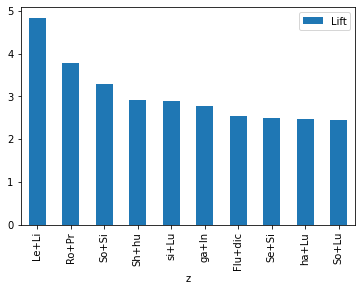 5
4
3
2
1
0
Lift
Le+Li
Ro+Pr
So+Si
Sh+hu
si+Lu
ga+In
Flu+dic
Se+Si
ha+Lu
So+Lu
z